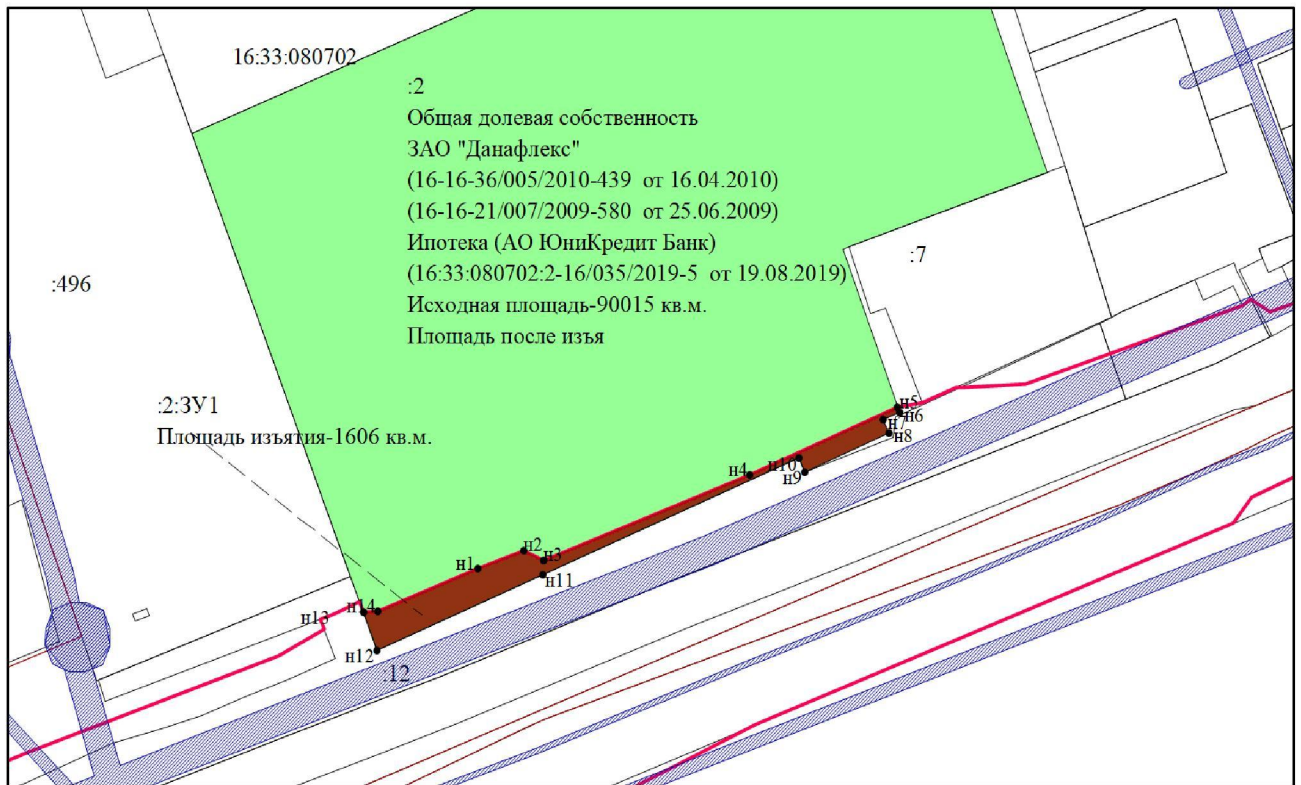 16:33:080702
:2
Общая долевая собственность
ЗАО "Данафлекс"
(16-16-36/005/2010-439 от 16.04.2010)
(16-16-21/007/2009-580 от 25.06.2009)
Ипотека (АО ЮниКредит Банк)
(16:33:080702:2-16/035/2019-5 от 19.08.2019)
Исходная площадь-90015 кв.м.
Площадь после изъя
:7
:496
:2:ЗУ1
Площадь изъятия-1606 кв.м.
н5
н6
н7
н8
н10
н4
н9
н2
н3
н1
н11
н14
н13
н12
:12